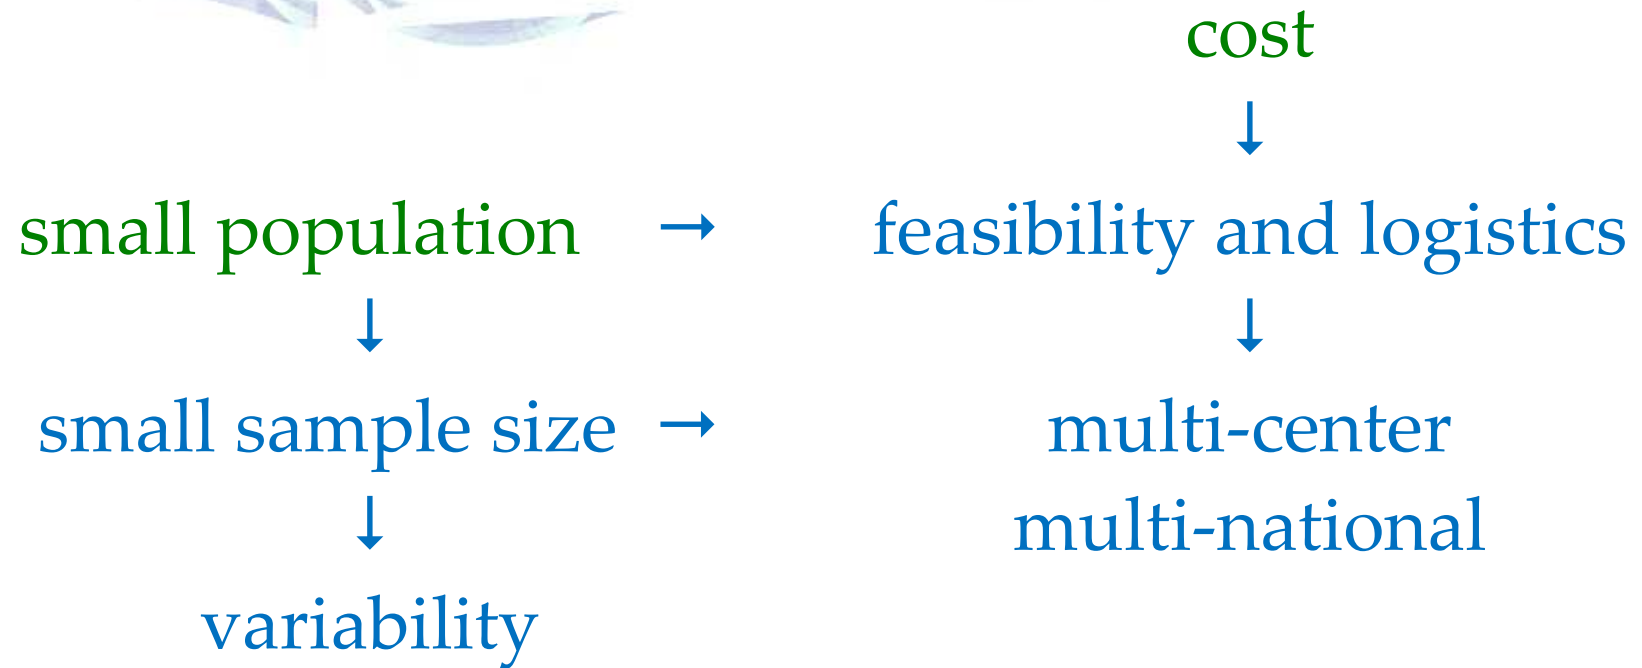 cost
↓
small population → feasibility and logistics
↓ ↓
small sample size → multi-center
↓ multi-national
variability